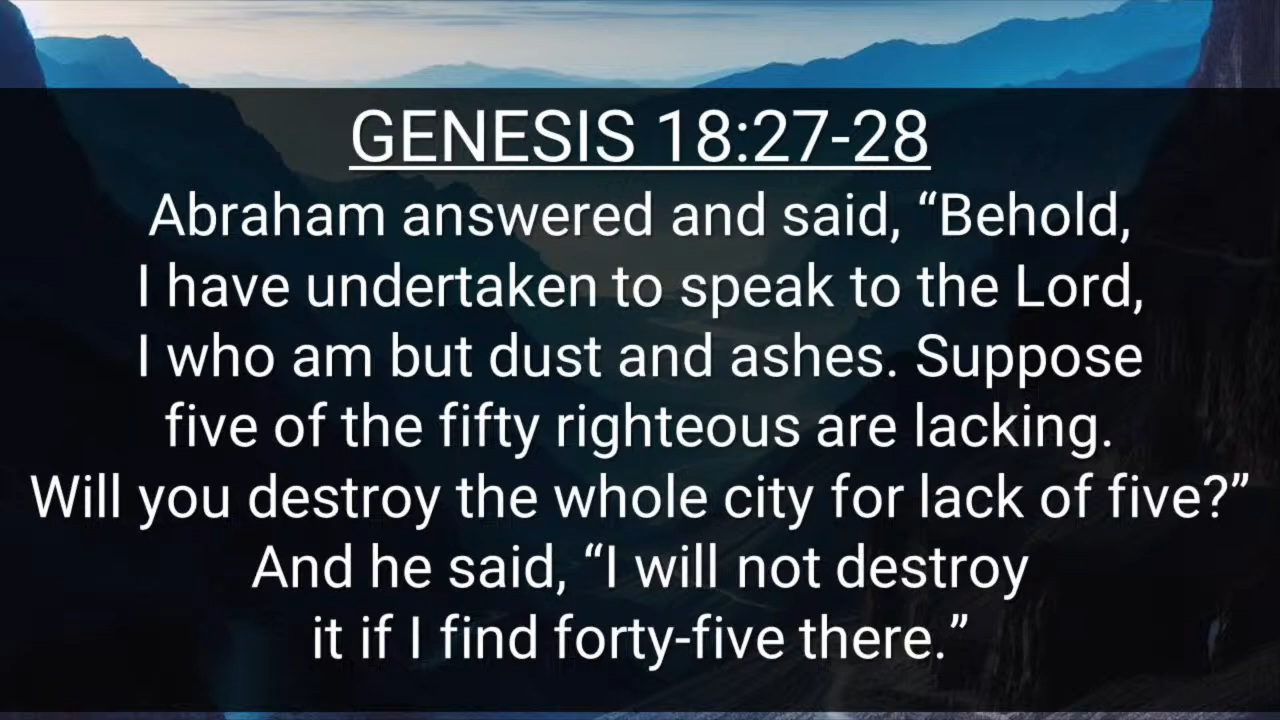 GENESIS 18:27-28
Abraham answered and said, “Behold,
I have undertaken to speak to the Lord,
I who am but dust and ashes. Suppose
five of the fifty righteous are lacking.
Will you destroy the whole city for lack of five?”
And he said, “I will not destroy
it if I find forty-five there.”